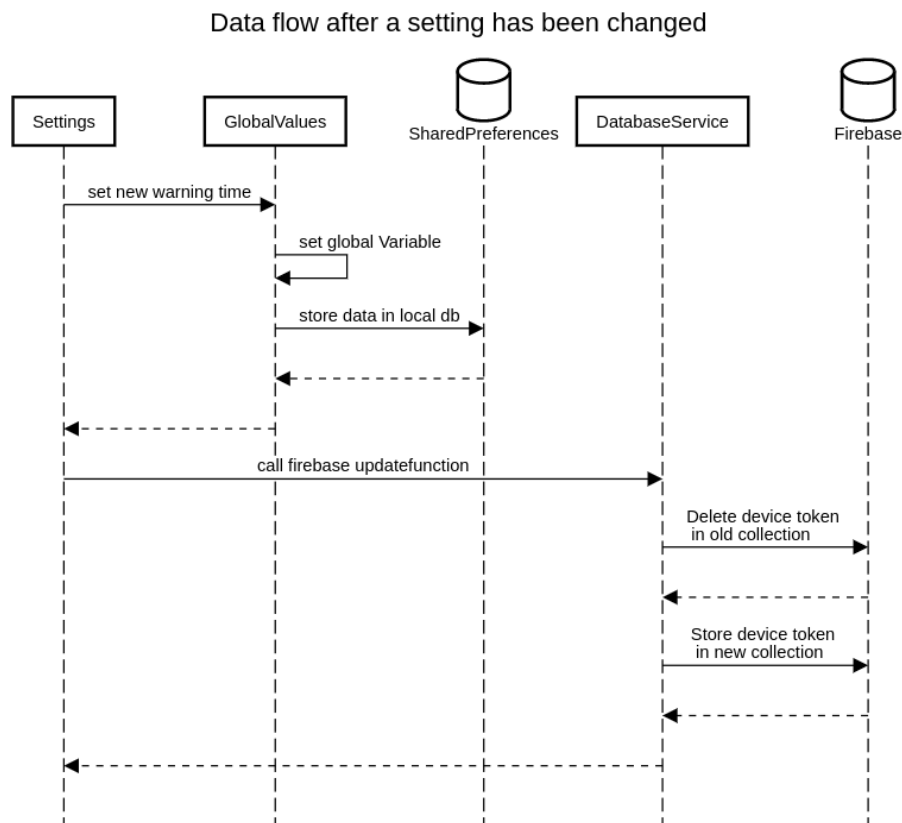 Data flow after a setting has been changed
Settings
GlobalValues
SharedPreferences
DatabaseService
Firebase
set new warning time
set global Variable
store data in local db
call firebase updatefunction
Delete device token
in old collection
Store device token
in new collection